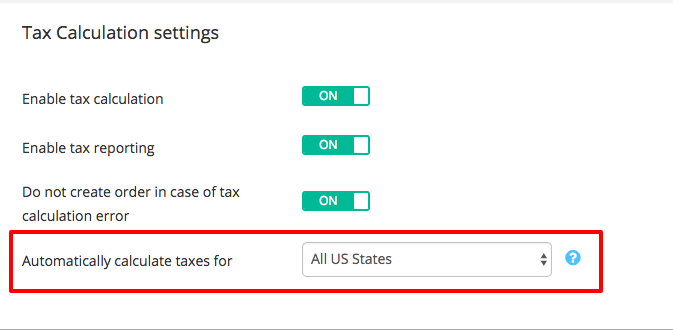 Tax Calculation settings
Enable tax calculation
ON
Enable tax reporting
ON
Do not create order in case of tax
calculation error
ON
Automatically calculate taxes for
All US States
?